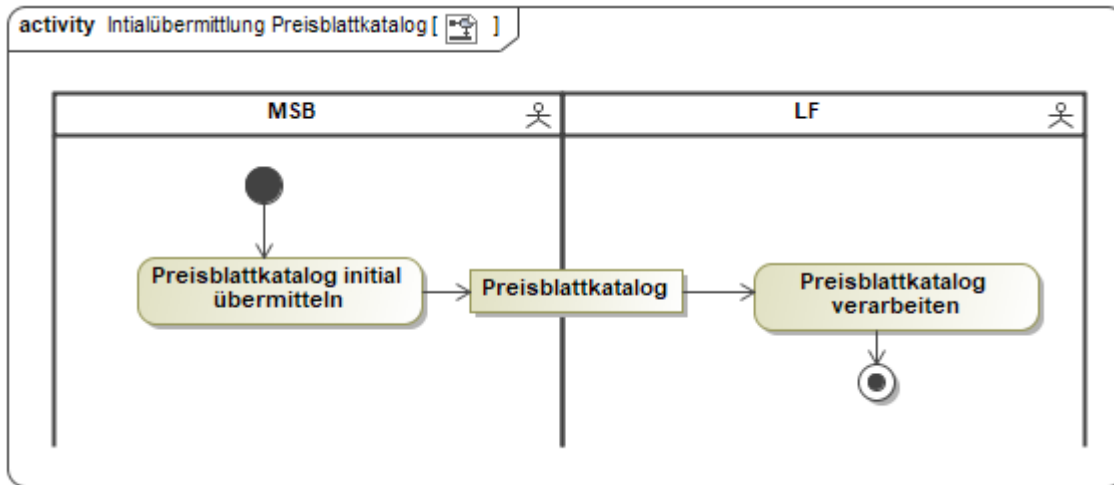 activity Intialübermittlung Preisblattkatalog [ ]
MSB
LF
Preisblattkatalog initial
übermitteln
Preisblattkatalog
Preisblattkatalog
verarbeiten